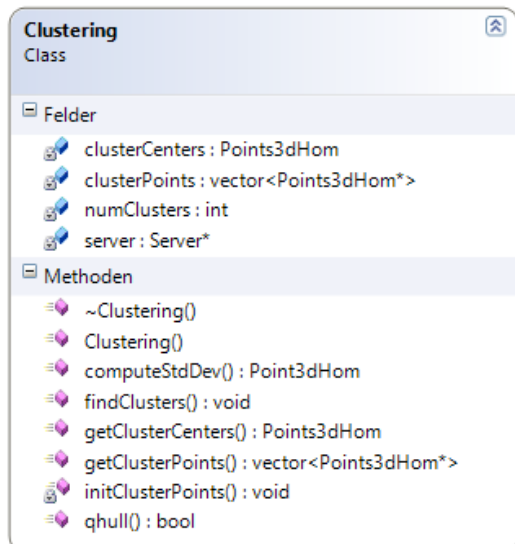 Clustering
Class
Felder
clusterCenters : Points3dHom
clusterPoints : vector<Points3dHom*>
numClusters : int
server : Server*
Methoden
~Clustering()
Clustering()
computeStdDev() : Point3dHom
findClusters() : void
getClusterCenters() : Points3dHom
getClusterPoints() : vector<Points3dHom*>
initClusterPoints() : void
qhull() : bool